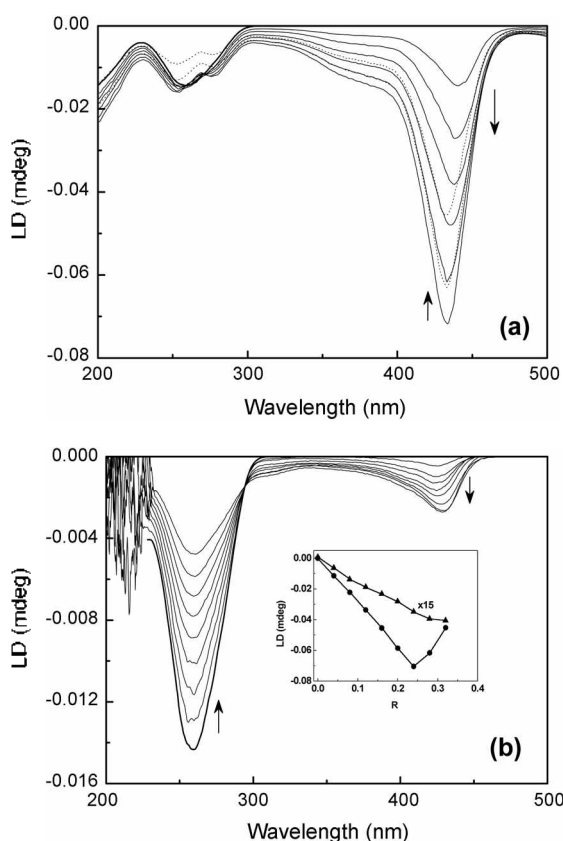 0.00
-0.02
-0.04
-0.06
-0.08
LD (mdeg)
200 300 400 500
Wavelength (nm)
(a)
0.000
-0.004
-0.008
-0.012
-0.016
LD (mdeg)
200 300 400 500
Wavelength (nm)
(b)
0.00
-0.02
-0.04
-0.06
-0.08
LD (mdeg)
x15
0.0 0.1 0.2 0.3 0.4
R